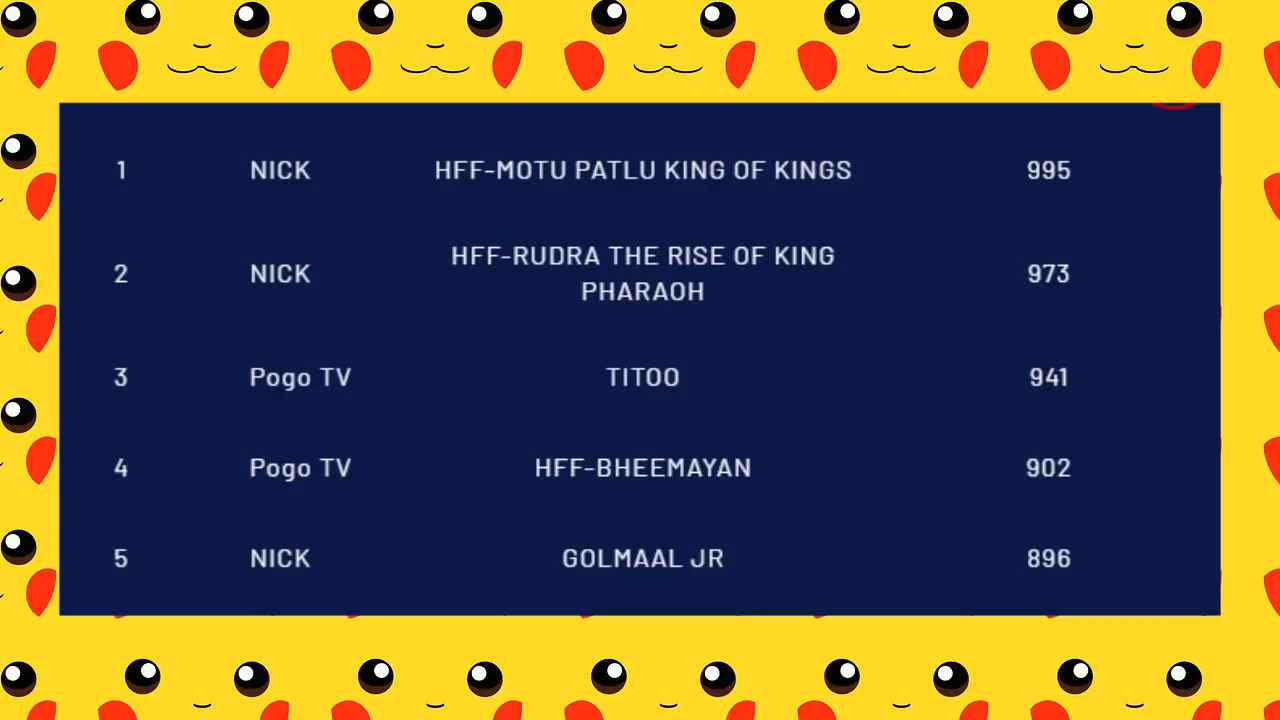 1 NICK HFF-MOTU PATLU KING OF KINGS 995
2 NICK HFF-RUDRA THE RISE OF KING PHARAOH 973
3 Pogo TV TITOO 941
4 Pogo TV HFF-BHEEMAYAN 902
5 NICK GOLMAAL JR 896